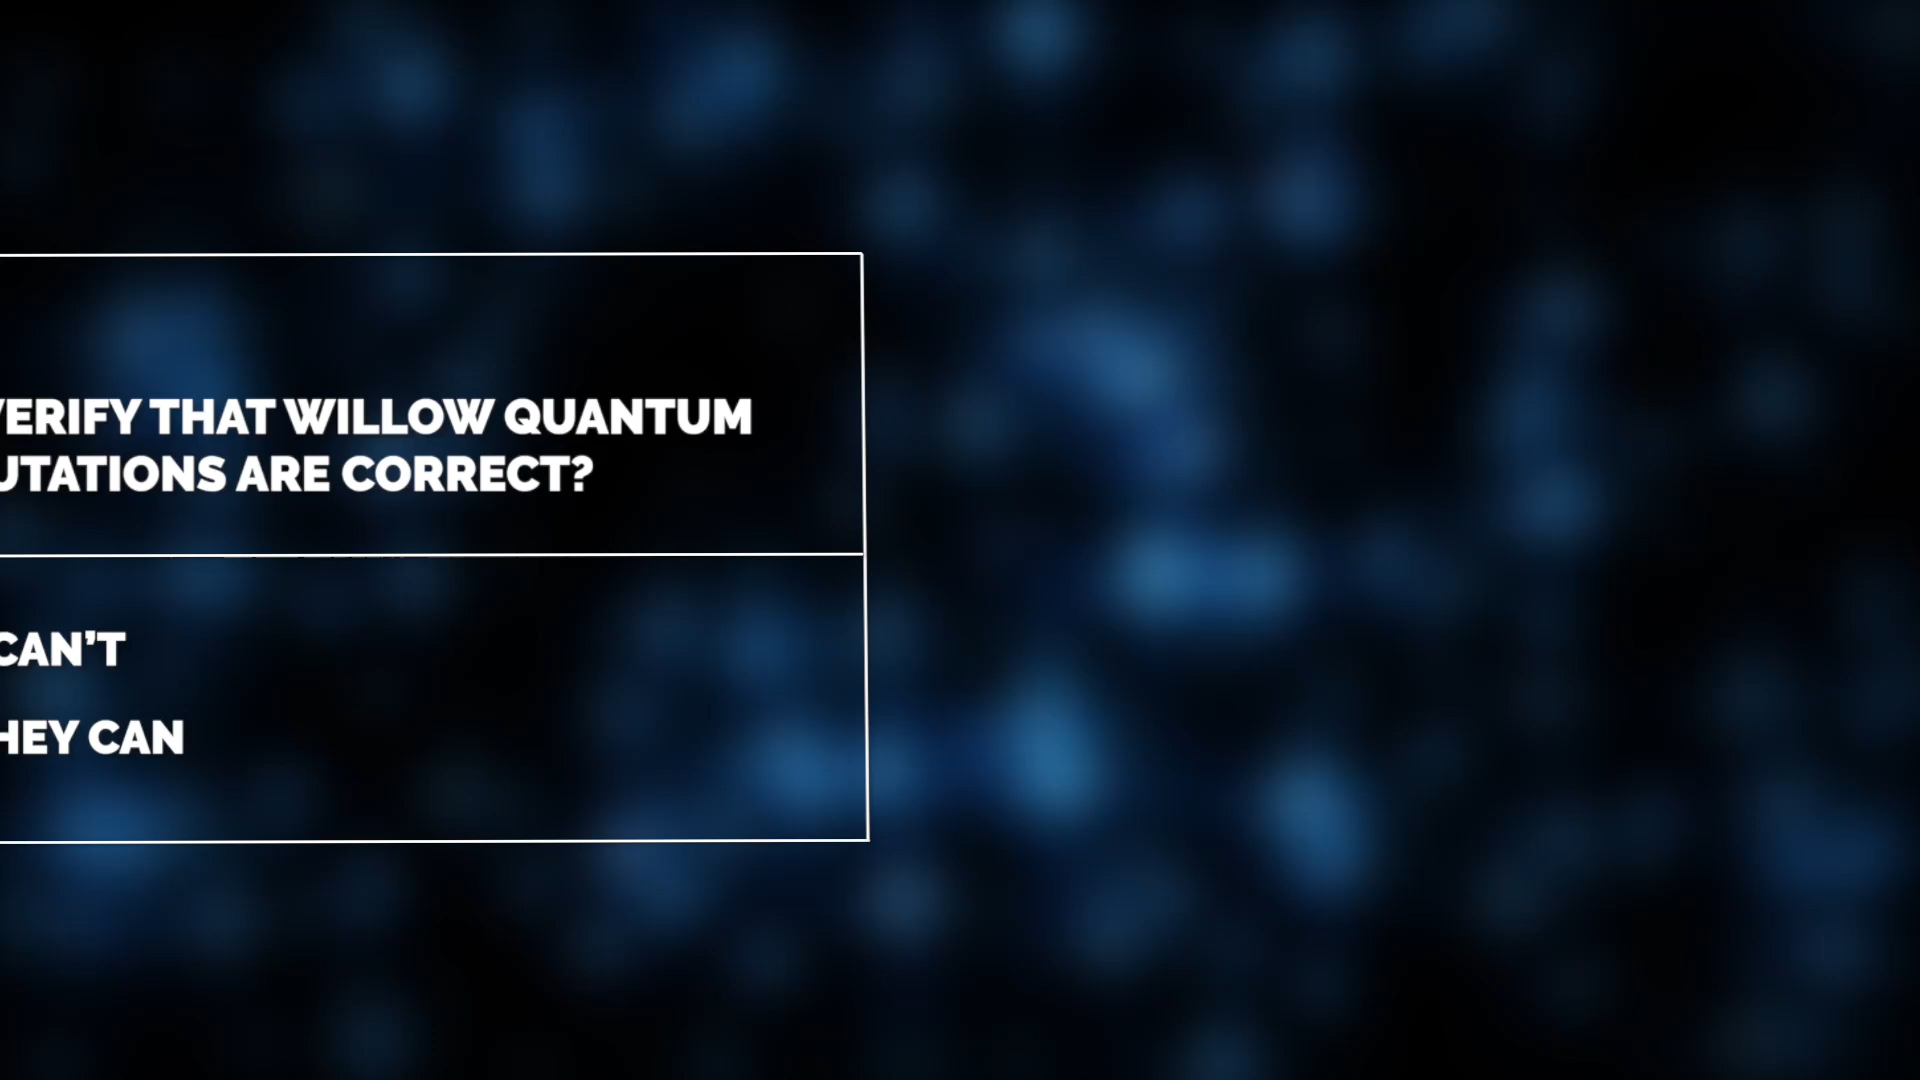 VERIFY THAT WILLOW QUANTUM
UTATIONS ARE CORRECT?
CAN'T
HEY CAN